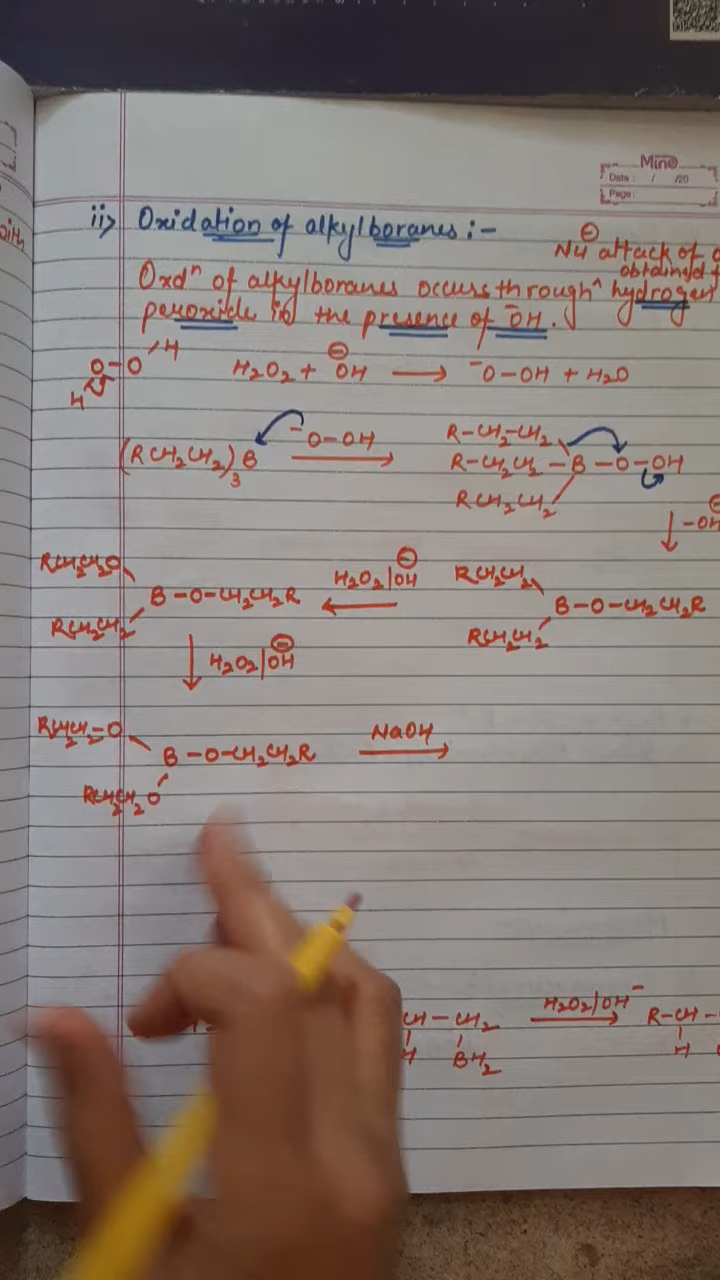 Mino
Date : / /20
Page:
ii> Oxidation of alkylboranes :-
Nu⊖ attack of
obtained
Oxdⁿ of alkylboranes occurs through ^ hydrogen
peroxide in the presence of ⁻OH.
O-O H
H
H₂O₂ + ⊖OH → ⁻O-OH + H₂O
(RCH₂CH₂)₃B ⁻O-OH →
R-CH₂-CH₂
R-CH₂CH₂-B-O-OH
RCH₂CH₂
↓ -OH⊖
RCH₂CH₂O
B-O-CH₂CH₂R
RCH₂CH₂
H₂O₂|OH⊖ ←
RCH₂CH₂
B-O-CH₂CH₂R
RCH₂CH₂
↓ H₂O₂|OH⊖
RCH₂CH₂-O
B-O-CH₂CH₂R
RCH₂CH₂O
NaOH →
CH-CH₂ H₂O₂|OH⁻ → R-CH-
H BH₂ H